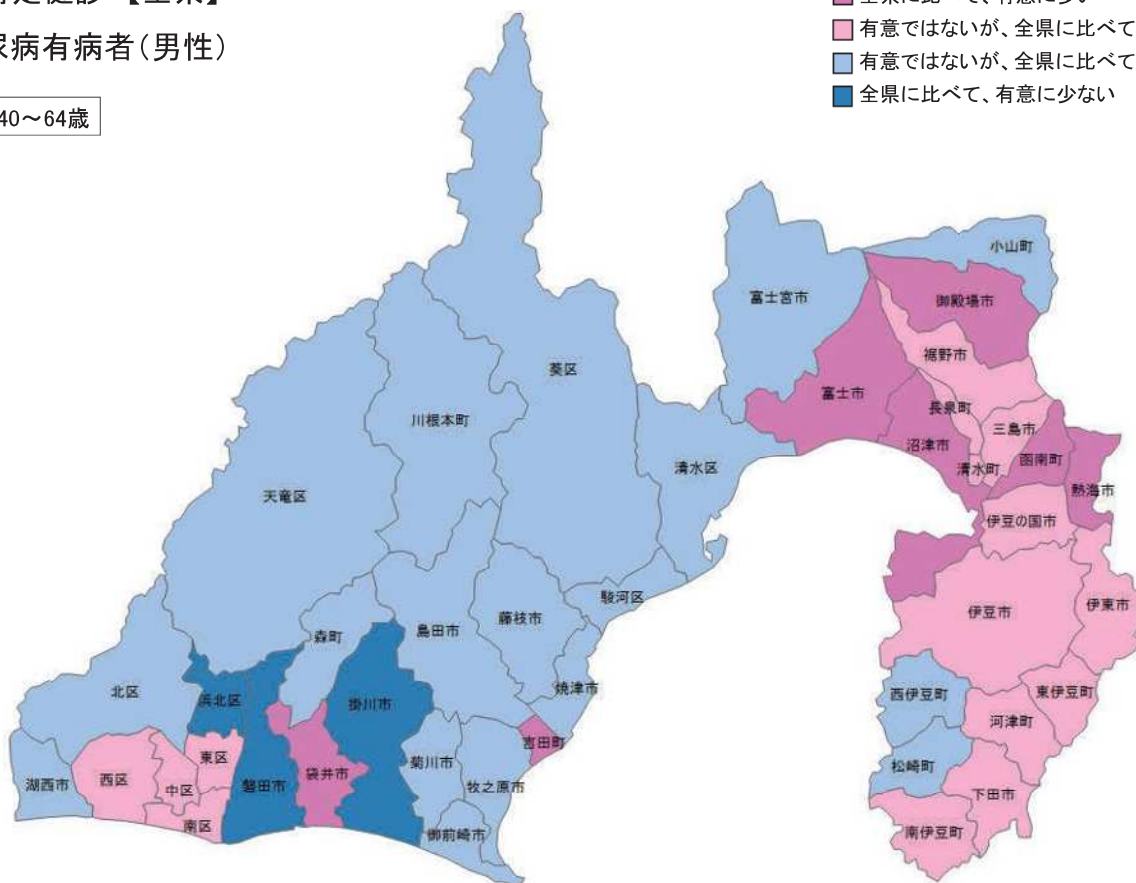 病有病者（男性）
40～64歳
全県に比べて、有意に
有意ではないが、全県に比べて
有意ではないが、全県に比べて
全県に比べて、有意に少ない
小山町
富士宮市
御殿場市
裾野市
葵区
富士市
長泉町
川根本町
三島市
沼津市
函南町
清水区
清水町
熱海市
天竜区
伊豆の国市
駿河区
伊東市
伊豆市
藤枝市
島田市
森町
焼津市
北区
西伊豆町
東伊豆町
浜北区
掛川市
河津町
吉田町
東区
菊川市
松崎町
袋井市
西区
湖西市
中区
磐田市
牧之原市
下田市
南区
御前崎市
南伊豆町